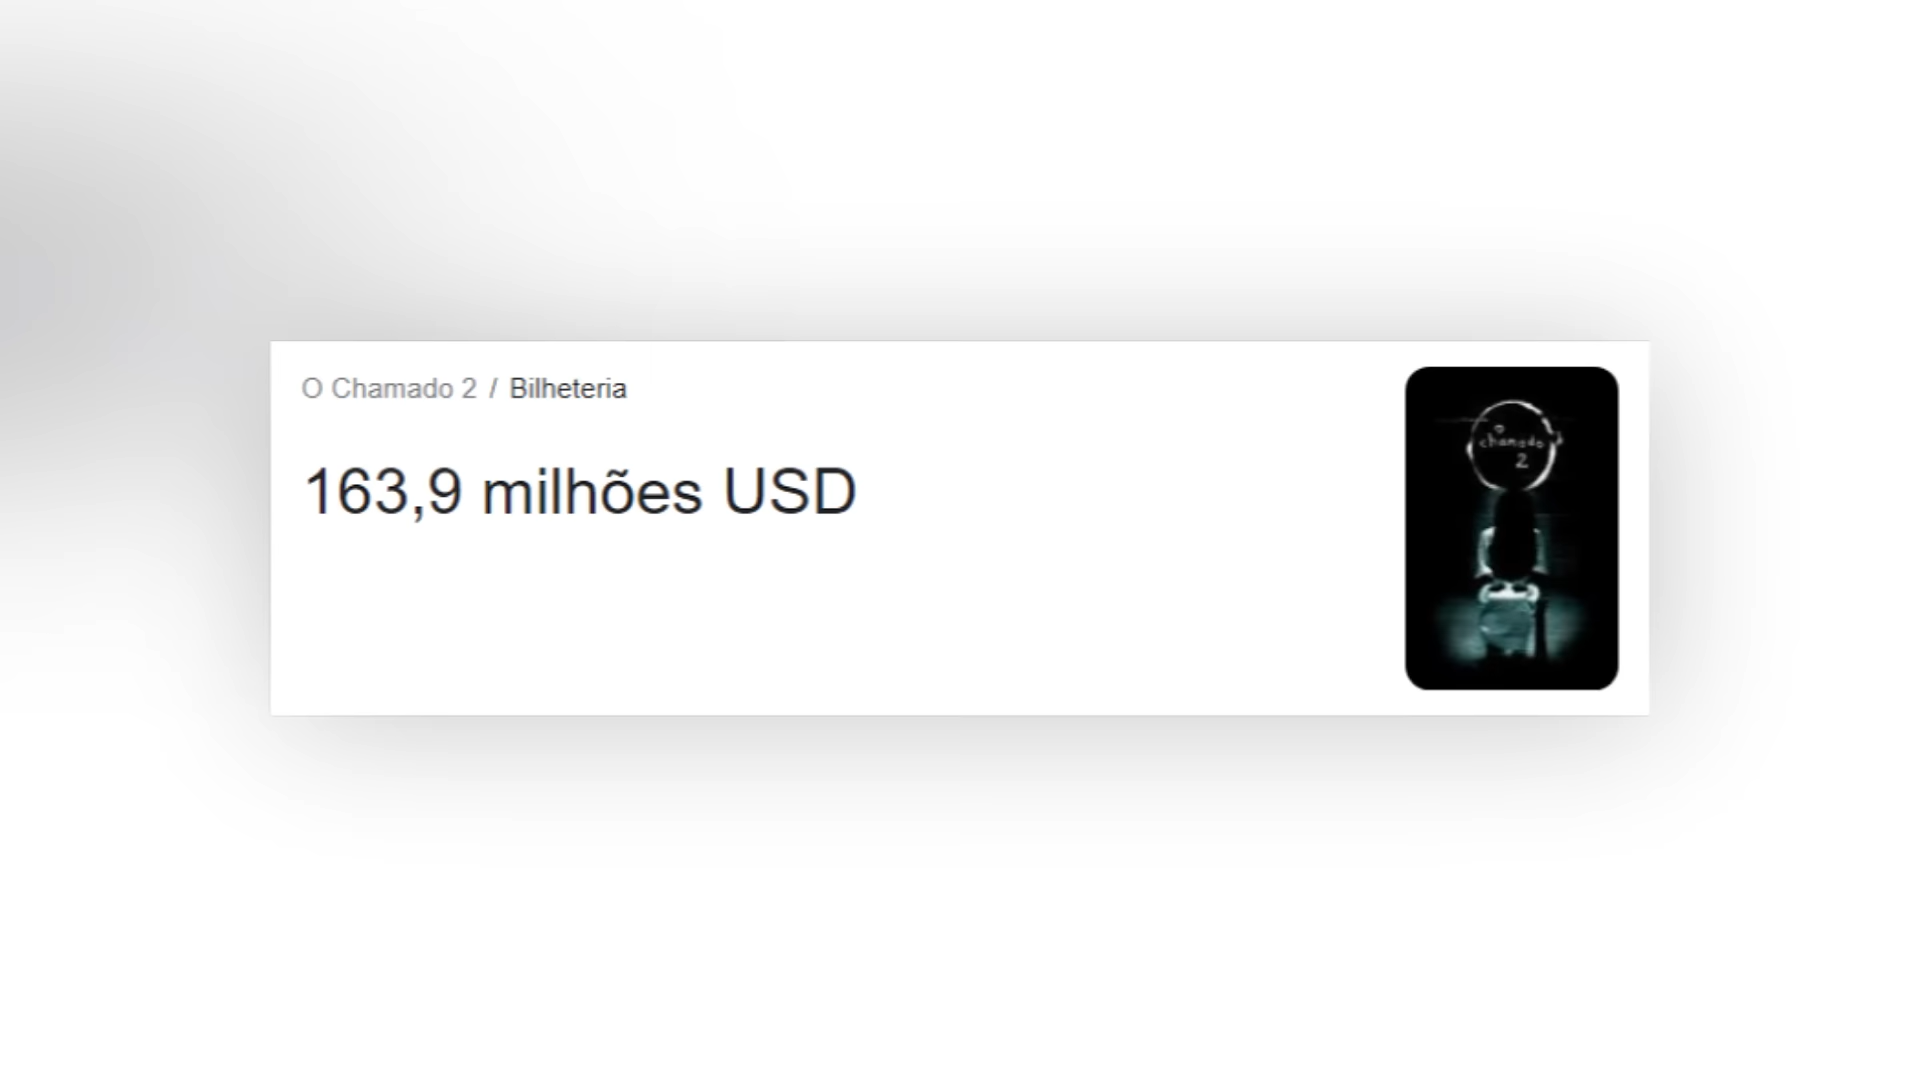 O Chamado 2 / Bilheteria
163,9 milhões USD
o
chamado
2